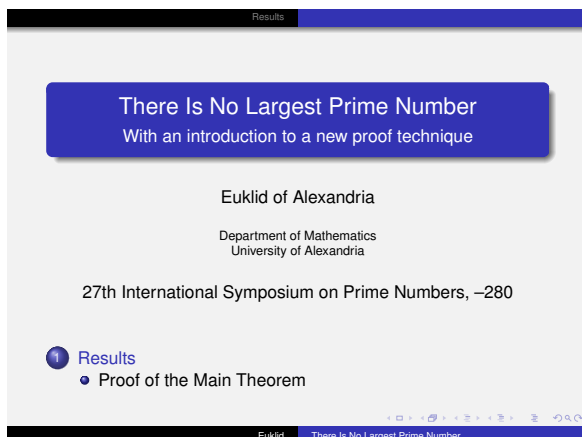 Results
There Is No Largest Prime Number
With an introduction to a new proof technique
Euklid of Alexandria
Department of Mathematics
University of Alexandria
27th International Symposium on Prime Numbers, –280
1 Results
Proof of the Main Theorem
Euklid There Is No Largest Prime Number